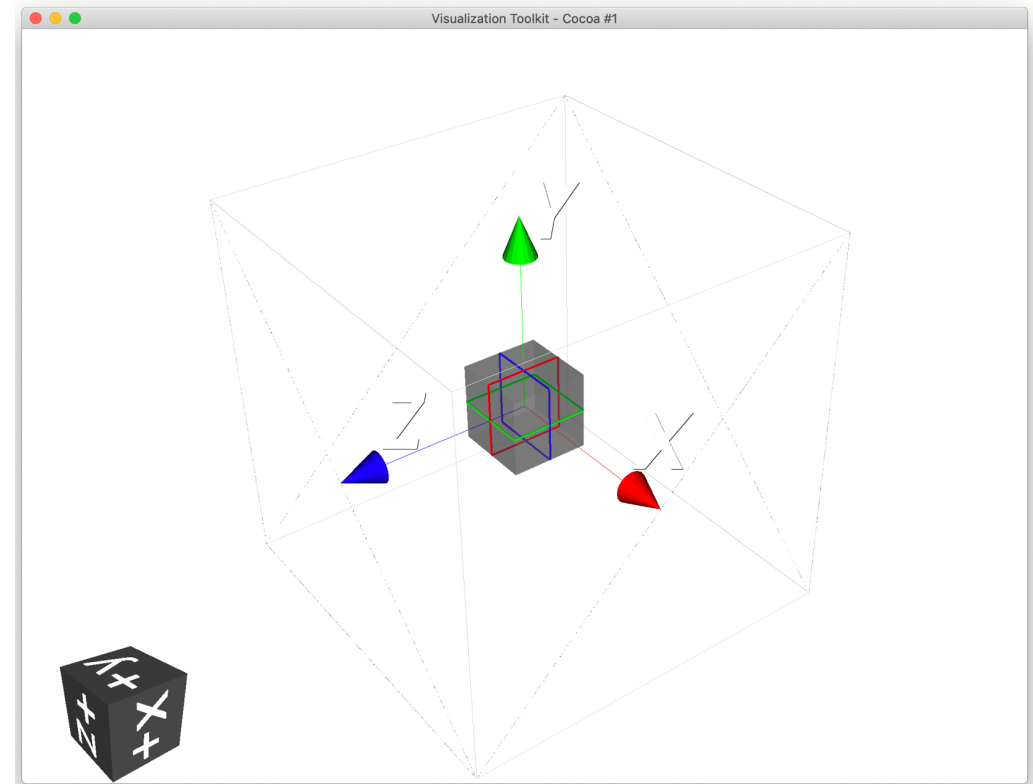 Visualization Toolkit - Cocoa #1
Y
Z
X
Y+
Z+
X+